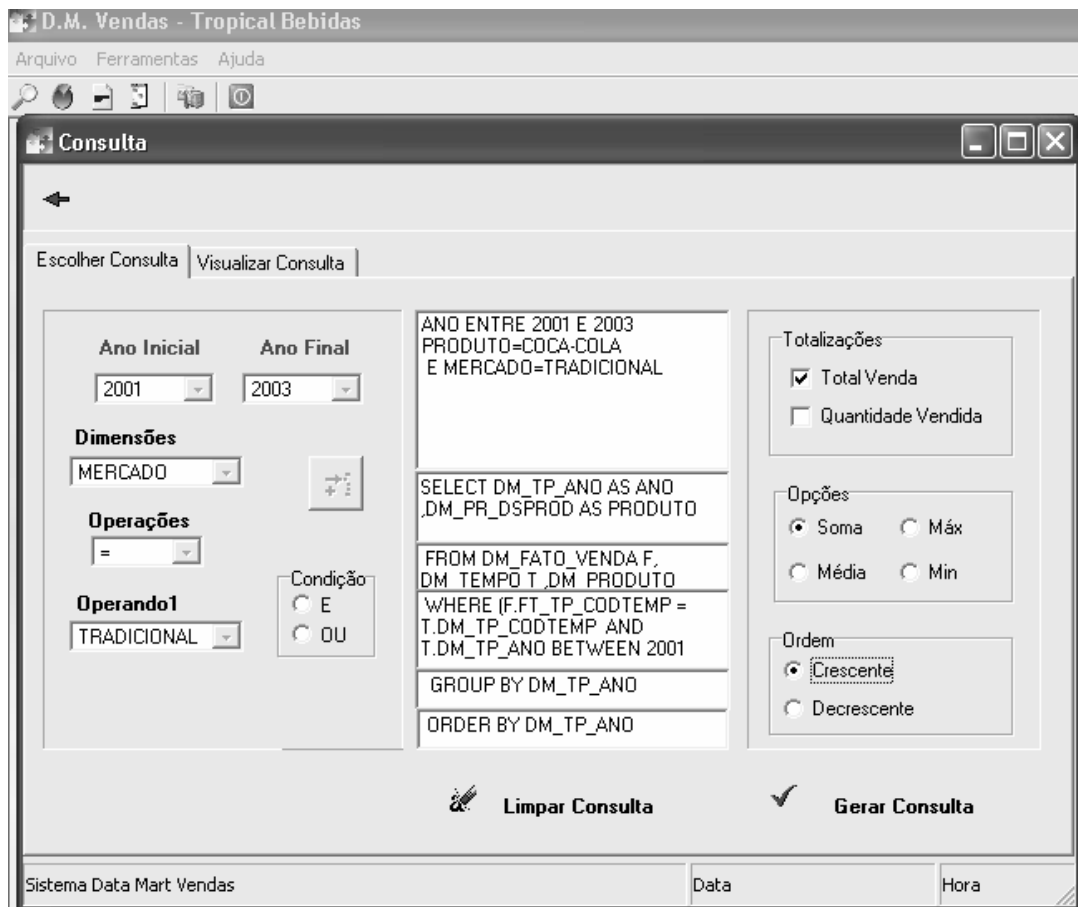 D.M. Vendas - Tropical Bebidas
Arquivo Ferramentas Ajuda
Consulta
Escolher Consulta Visualizar Consulta
Ano Inicial Ano Final
2001 2003
Dimensões
MERCADO
Operações
=
Operando1
TRADICIONAL
Condição
E
OU
ANO ENTRE 2001 E 2003
PRODUTO=COCA-COLA
E MERCADO=TRADICIONAL
SELECT DM_TP_ANO AS ANO
,DM_PR_DSPROD AS PRODUTO
FROM DM_FATO_VENDA F,
DM_TEMPO T ,DM_PRODUTO
WHERE (F.FT_TP_CODTEMP =
T.DM_TP_CODTEMP AND
T.DM_TP_ANO BETWEEN 2001
GROUP BY DM_TP_ANO
ORDER BY DM_TP_ANO
Totalizações
Total Venda
Quantidade Vendida
Opções
Soma Máx
Média Min
Ordem
Crescente
Decrescente
Limpar Consulta Gerar Consulta
Sistema Data Mart Vendas Data Hora